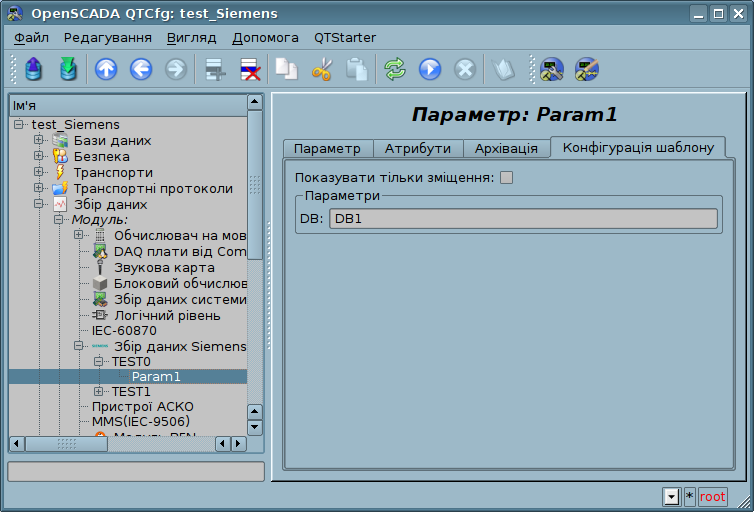 OpenSCADA QTCfg: test_Siemens
Файл Редагування Вигляд Допомога QTStarter
Ім'я
test_Siemens
Бази даних
Безпека
Транспорти
Транспортні протоколи
Збір даних
Модуль:
Обчислювач на мов
DAQ плати від Com
Звукова карта
Блоковий обчислюв
Збір даних системи
Логічний рівень
IEC-60870
Збір даних Siemens
TEST0
Param1
TEST1
Пристрої АСКО
MMS(IEC-9506)
Параметр: Param1
Параметр Атрибути Архівація Конфігурація шаблону
Показувати тільки зміщення:
Параметри
DB: DB1
* root